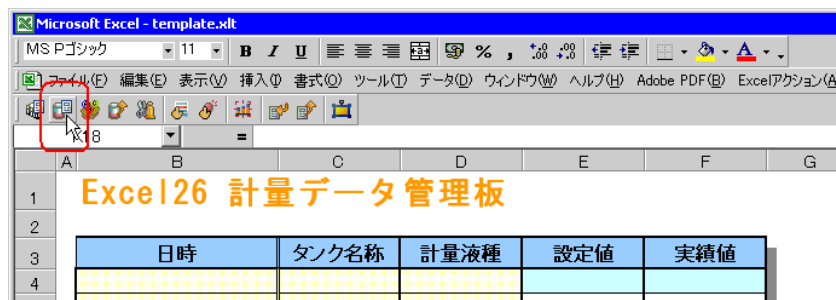 Microsoft Excel - template.xlt
MS Pゴシック 11 B I U % , A
ファイル(F) 編集(E) 表示(V) 挿入(I) 書式(O) ツール(T) データ(D) ウィンドウ(W) ヘルプ(H) Adobe PDF(B) Excelアクション(A
18 =
A B C D E F G
1 Excel26 計量データ管理板
2
3 日時 タンク名称 計量液種 設定値 実績値
4